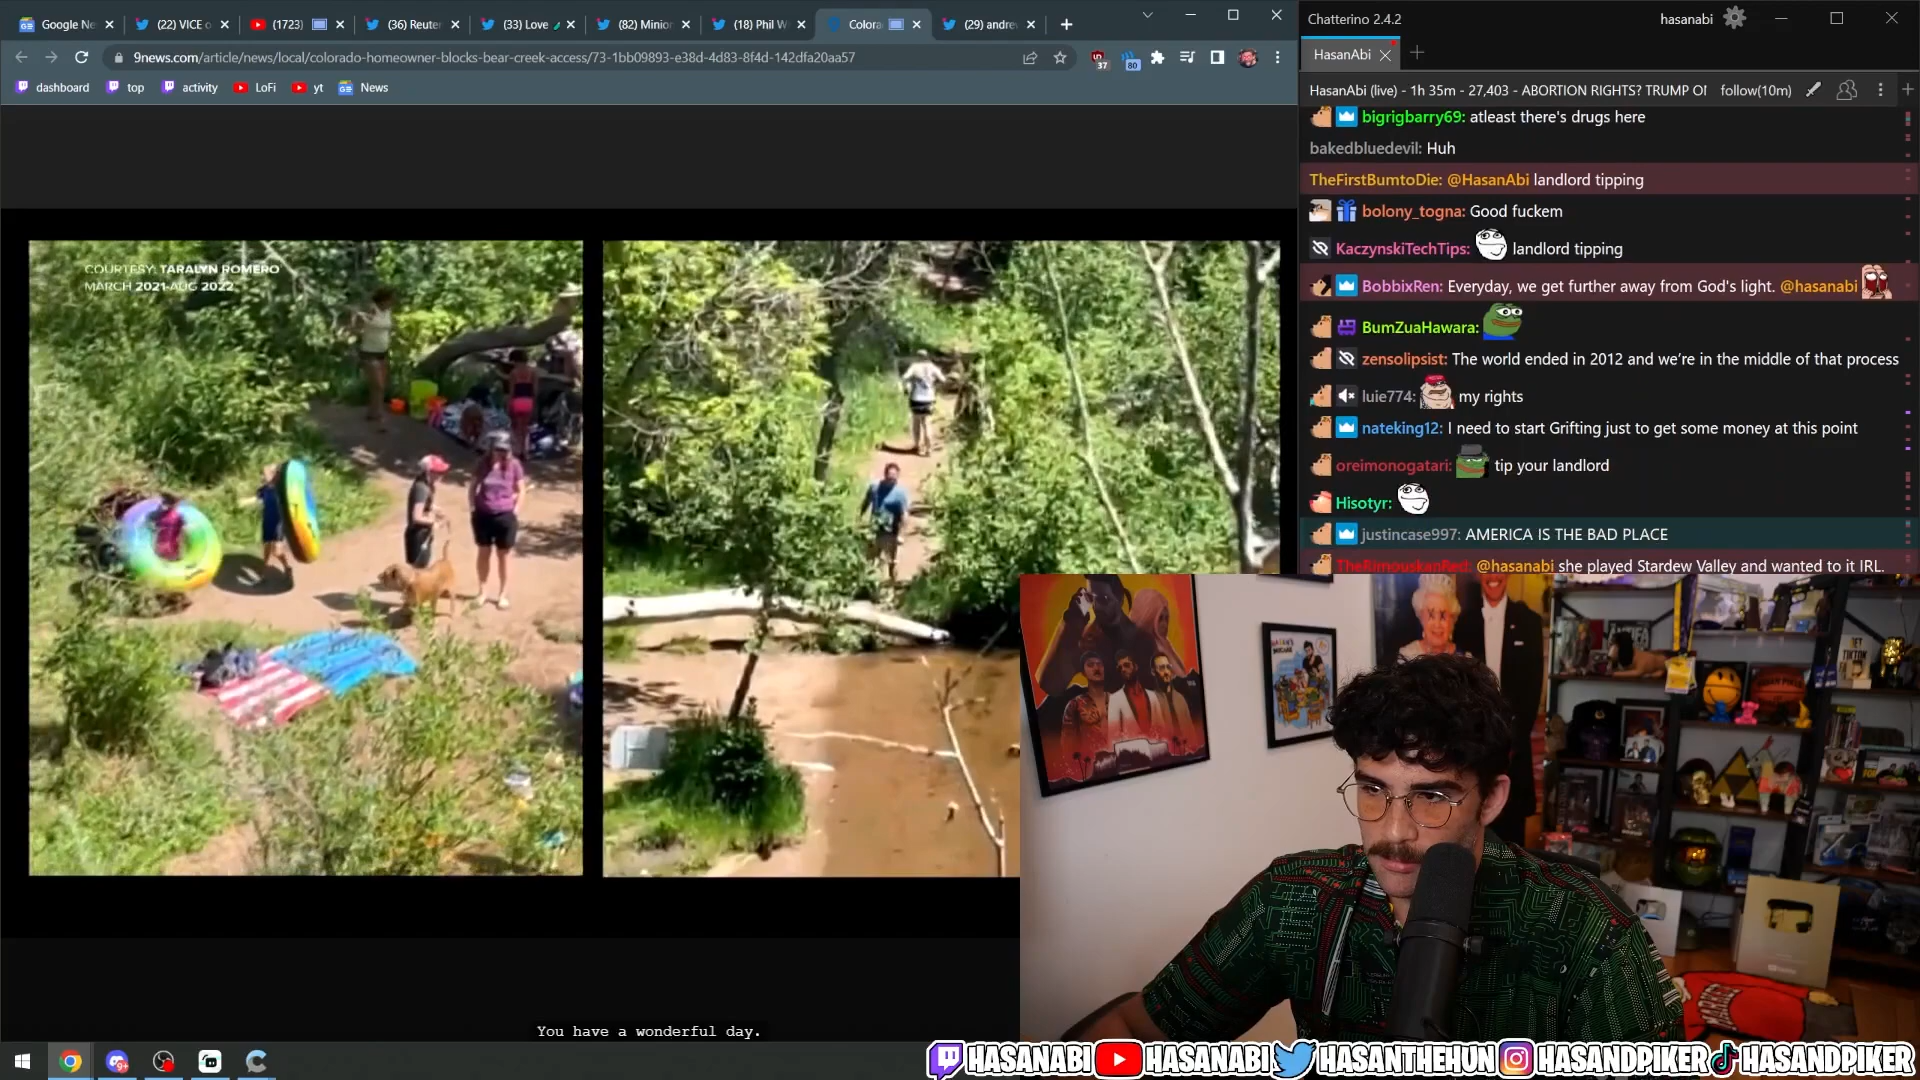 Google Ne
(22) VICE o
(1723)
(36) Reuter
(33) Love
(82) Minion
(18) Phil W
Colora
(29) andrew
9news.com/article/news/local/colorado-homeowner-blocks-bear-creek-access/73-1bb09893-e38d-4d83-8f4d-142dfa20aa57
37
80
dashboard
top
activity
LoFi
yt
News
COURTESY: TARALYN ROMERO
MARCH 2021-AUG 2022
You have a wonderful day.
Chatterino 2.4.2
hasanabi
HasanAbi
HasanAbi (live) - 1h 35m - 27,403 - ABORTION RIGHTS? TRUMP O
follow(10m)
bigrigbarry69: atleast there's drugs here
bakedbluedevil: Huh
TheFirstBumtoDie: @HasanAbi landlord tipping
bolony_togna: Good fuckem
KaczynskiTechTips: landlord tipping
BobbixRen: Everyday, we get further away from God's light. @hasanabi
BumZuaHawara:
zensolipsist: The world ended in 2012 and we're in the middle of that process
luie774: my rights
nateking12: I need to start Grifting just to get some money at this point
oreimonogatari: tip your landlord
Hisotyr:
justincase997: AMERICA IS THE BAD PLACE
TheRimouskanRed: @hasanabi she played Stardew Valley and wanted to it IRL.
HASANABI
HASANABI
HASANTHEHUN
HASANDPIKER
HASANDPIKER